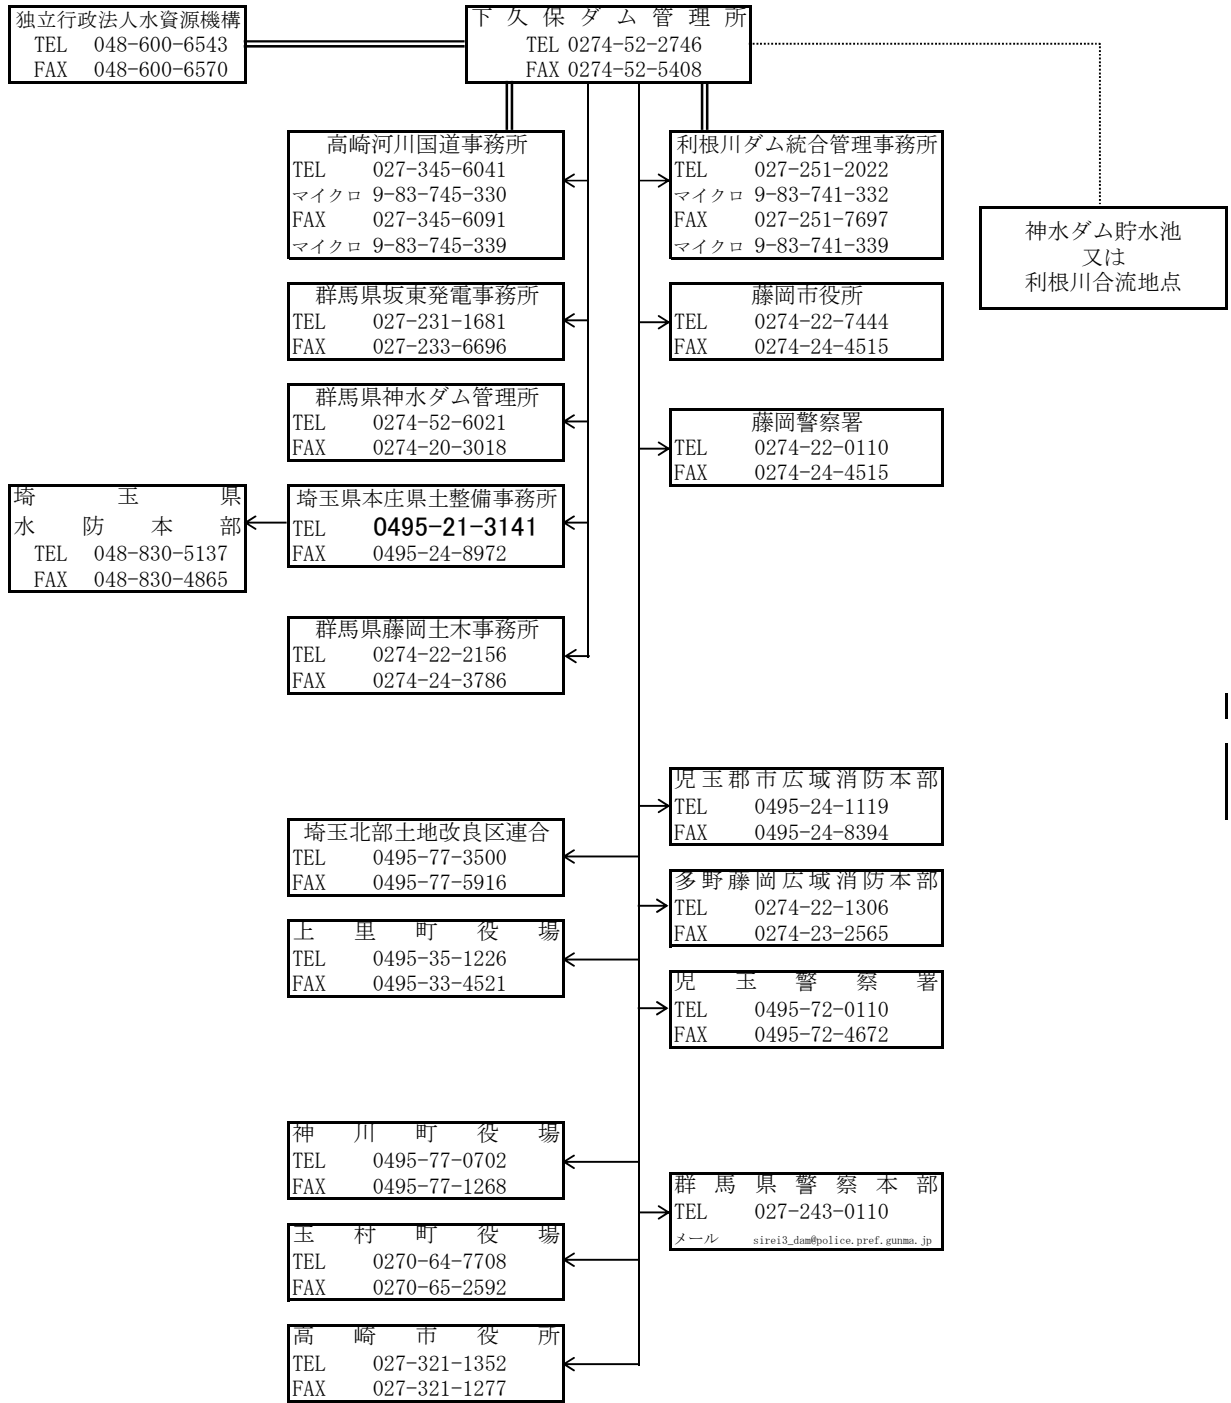 独立行政法人水資源機構
TEL 048-600-6543
FAX 048-600-6570
下久保ダム管理所
TEL 0274-52-2746
FAX 0274-52-5408
高崎河川国道事務所
TEL 027-345-6041
マイクロ 9-83-745-330
FAX 027-345-6091
マイクロ 9-83-745-339
利根川ダム統合管理事務所
TEL 027-251-2022
マイクロ 9-83-741-332
FAX 027-251-7697
マイクロ 9-83-741-339
神水ダム貯水池
又は
利根川合流地点
群馬県坂東発電事務所
TEL 027-231-1681
FAX 027-233-6696
藤岡市役所
TEL 0274-22-7444
FAX 0274-24-4515
群馬県神水ダム管理所
TEL 0274-52-6021
FAX 0274-20-3018
藤岡警察署
TEL 0274-22-0110
FAX 0274-24-4515
埼玉県
水防本部
TEL 048-830-5137
FAX 048-830-4865
埼玉県本庄県土整備事務所
TEL 0495-21-3141
FAX 0495-24-8972
群馬県藤岡土木事務所
TEL 0274-22-2156
FAX 0274-24-3786
児玉郡市広域消防本部
TEL 0495-24-1119
FAX 0495-24-8394
埼玉北部土地改良区連合
TEL 0495-77-3500
FAX 0495-77-5916
多野藤岡広域消防本部
TEL 0274-22-1306
FAX 0274-23-2565
上里町役場
TEL 0495-35-1226
FAX 0495-33-4521
児玉警察署
TEL 0495-72-0110
FAX 0495-72-4672
神川町役場
TEL 0495-77-0702
FAX 0495-77-1268
群馬県警察本部
TEL 027-243-0110
メール sirei3_dam@police.pref.gunma.jp
玉村町役場
TEL 0270-64-7708
FAX 0270-65-2592
高崎市役所
TEL 027-321-1352
FAX 027-321-1277